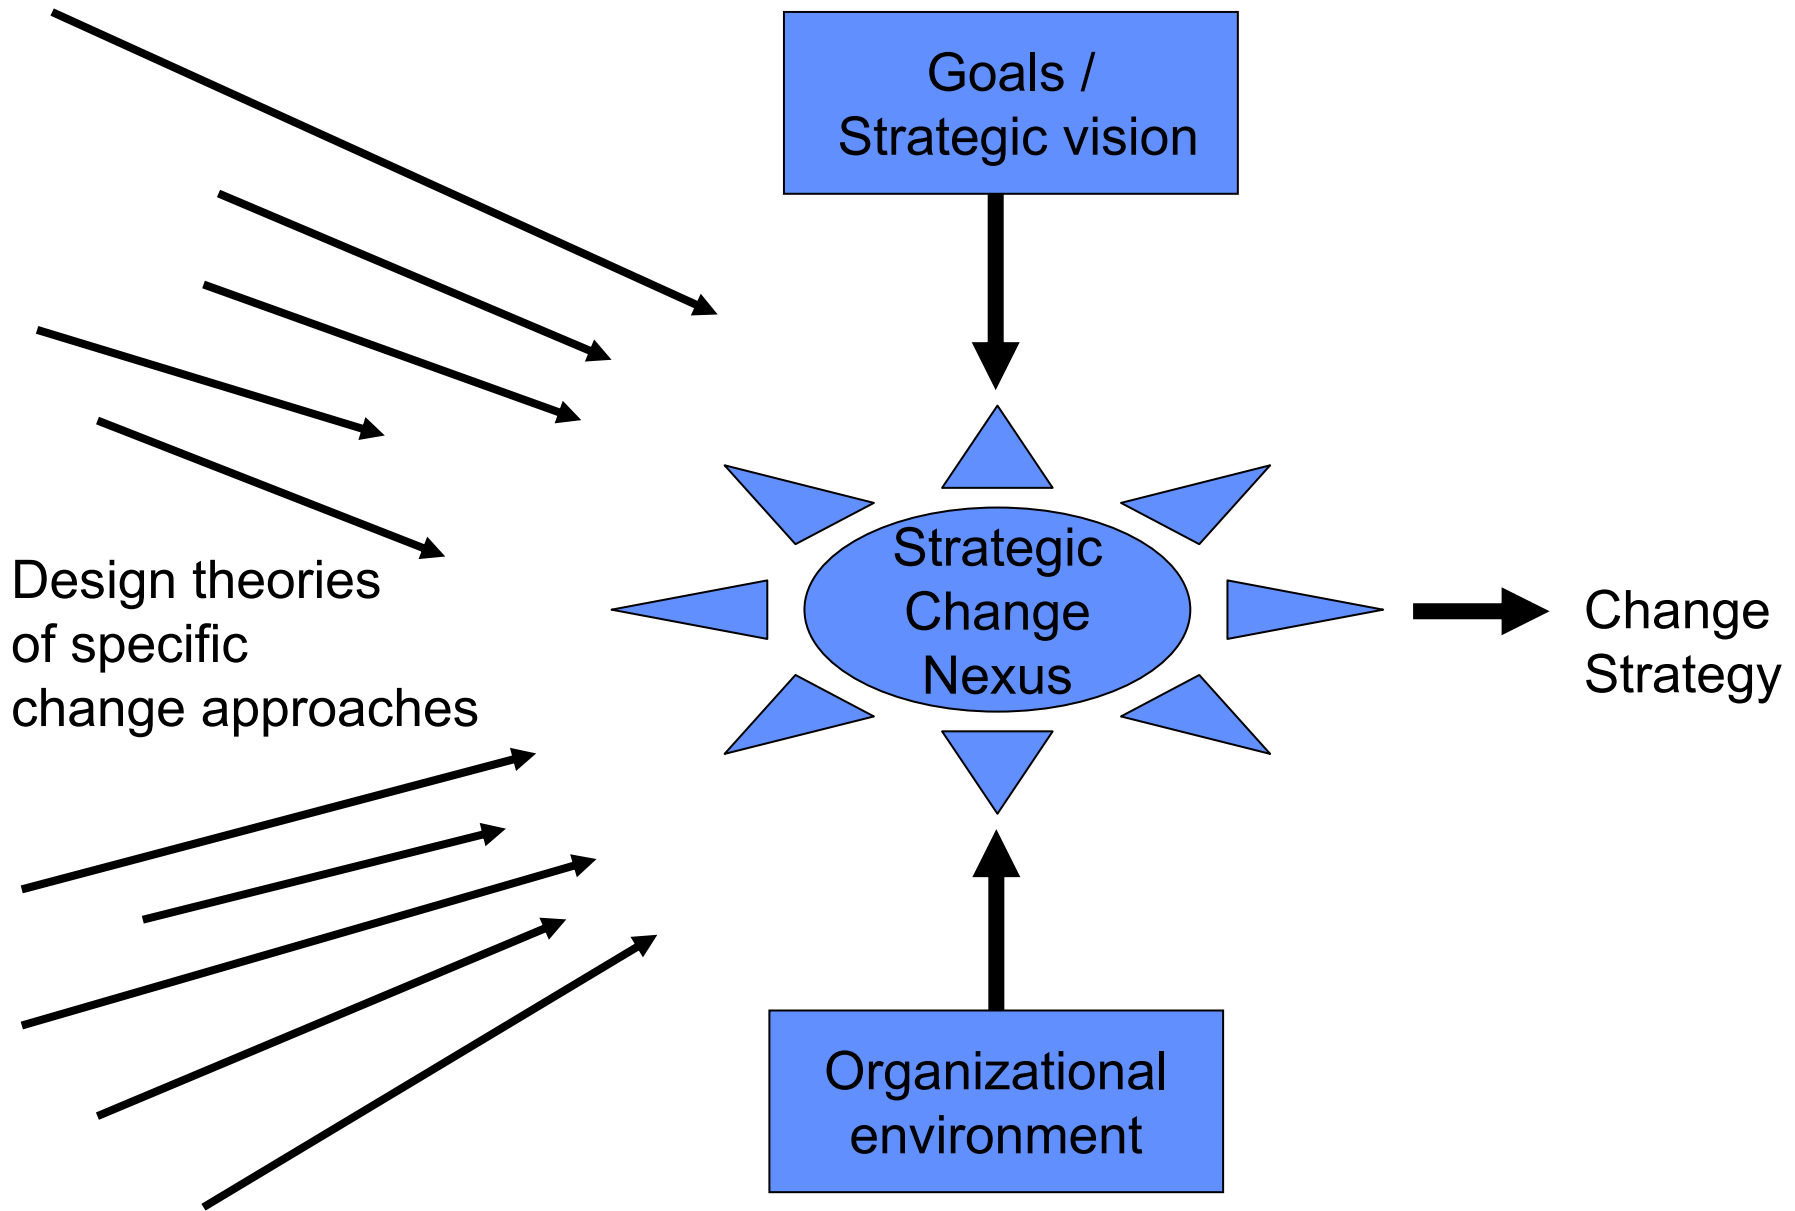 Goals /
Strategic vision
Strategic
Change
Nexus
Design theories
of specific
change approaches
Change
Strategy
Organizational
environment